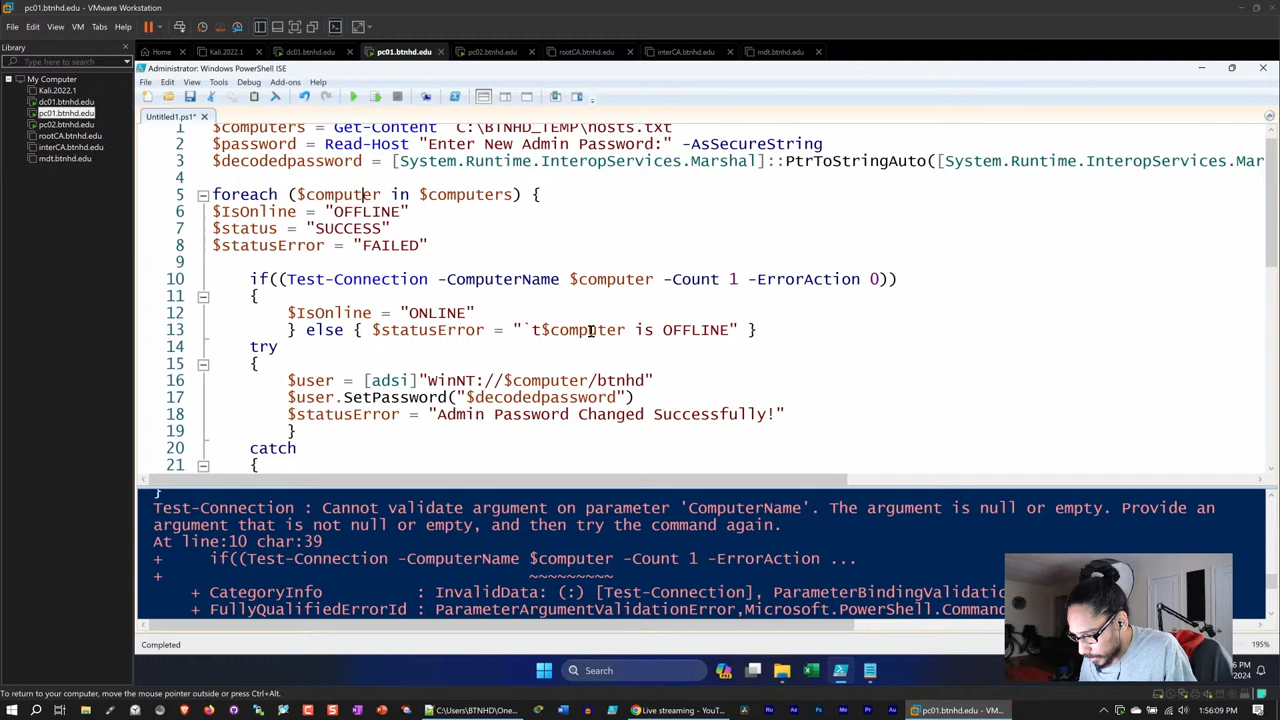 pc01.btnhd.edu - VMware Workstation
File Edit View VM Tabs Help
Library
Type here to search
My Computer
Kali.2022.1
dc01.btnhd.edu
pc01.btnhd.edu
pc02.btnhd.edu
rootCA.btnhd.edu
interCA.btnhd.edu
mdt.btnhd.edu
Home Kali.2022.1 dc01.btnhd.edu pc01.btnhd.edu pc02.btnhd.edu rootCA.btnhd.edu interCA.btnhd.edu mdt.btnhd.edu
Administrator: Windows PowerShell ISE
File Edit View Tools Debug Add-ons Help
Untitled1.ps1*
1 $computers = Get-Content "C:\BTNHD_TEMP\hosts.txt"
2 $password = Read-Host "Enter New Admin Password:" -AsSecureString
3 $decodedpassword = [System.Runtime.InteropServices.Marshal]::PtrToStringAuto([System.Runtime.InteropServices.Mar
4
5 foreach ($computer in $computers) {
6 $IsOnline = "OFFLINE"
7 $status = "SUCCESS"
8 $statusError = "FAILED"
9
10 if((Test-Connection -ComputerName $computer -Count 1 -ErrorAction 0))
11 {
12 $IsOnline = "ONLINE"
13 } else { $statusError = "`t$computer is OFFLINE" }
14 try
15 {
16 $user = [adsi]"WinNT://$computer/btnhd"
17 $user.SetPassword("$decodedpassword")
18 $statusError = "Admin Password Changed Successfully!"
19 }
20 catch
21 {
}
Test-Connection : Cannot validate argument on parameter 'ComputerName'. The argument is null or empty. Provide an
argument that is not null or empty, and then try the command again.
At line:10 char:39
+ if((Test-Connection -ComputerName $computer -Count 1 -ErrorAction ...
+ ~~~~~~~~~
+ CategoryInfo : InvalidData: (:) [Test-Connection], ParameterBindingValidation
+ FullyQualifiedErrorId : ParameterArgumentValidationError,Microsoft.PowerShell.Command
Completed
195%
Search
To return to your computer, move the mouse pointer outside or press Ctrl+Alt.
C:\Users\BTNHD\One... Live streaming - YouT... pc01.btnhd.edu - VM...
1:56:09 PM